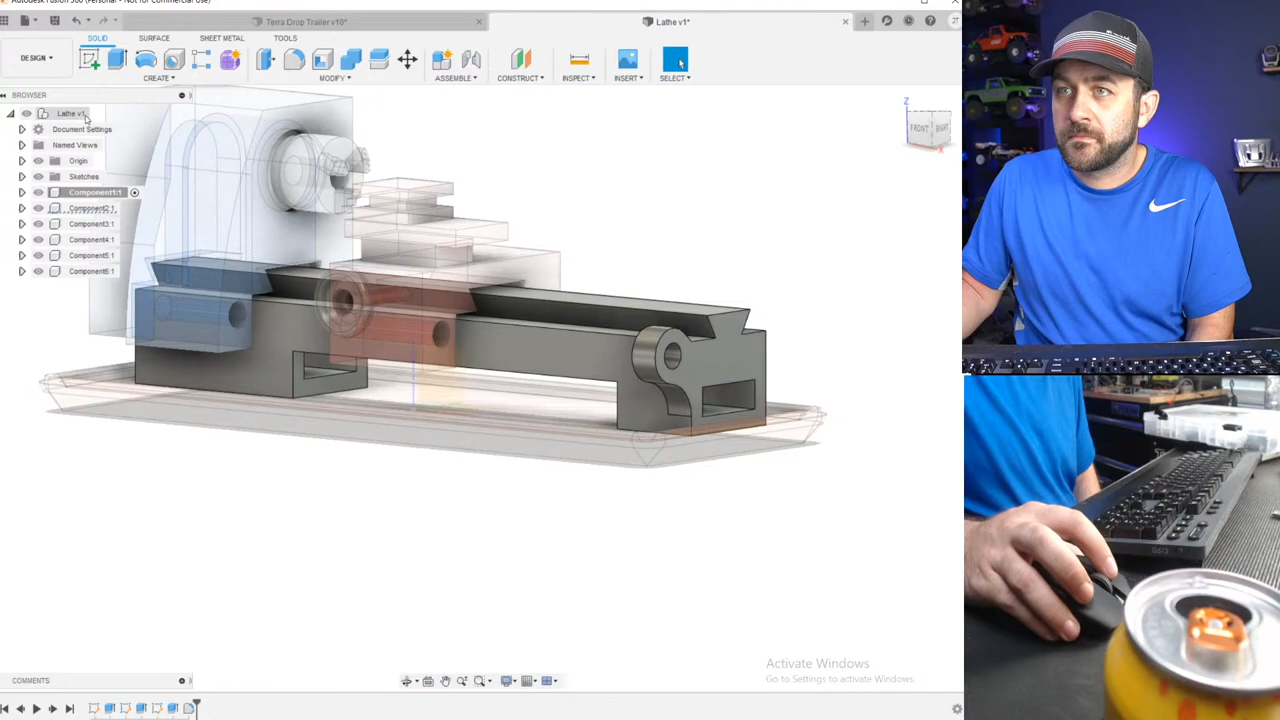 Autodesk Fusion 360 (Personal - Not for Commercial Use)
Terra Drop Trailer v10*
Lathe v1*
SOLID
SURFACE
SHEET METAL
TOOLS
DESIGN
CREATE
MODIFY
ASSEMBLE
CONSTRUCT
INSPECT
INSERT
SELECT
BROWSER
Lathe v1
Document Settings
Named Views
Origin
Sketches
Component1:1
Component2:1
Component3:1
Component4:1
Component5:1
Component6:1
Z
FRONT
RIGHT
X
Activate Windows
Go to Settings to activate Windows.
COMMENTS
G613